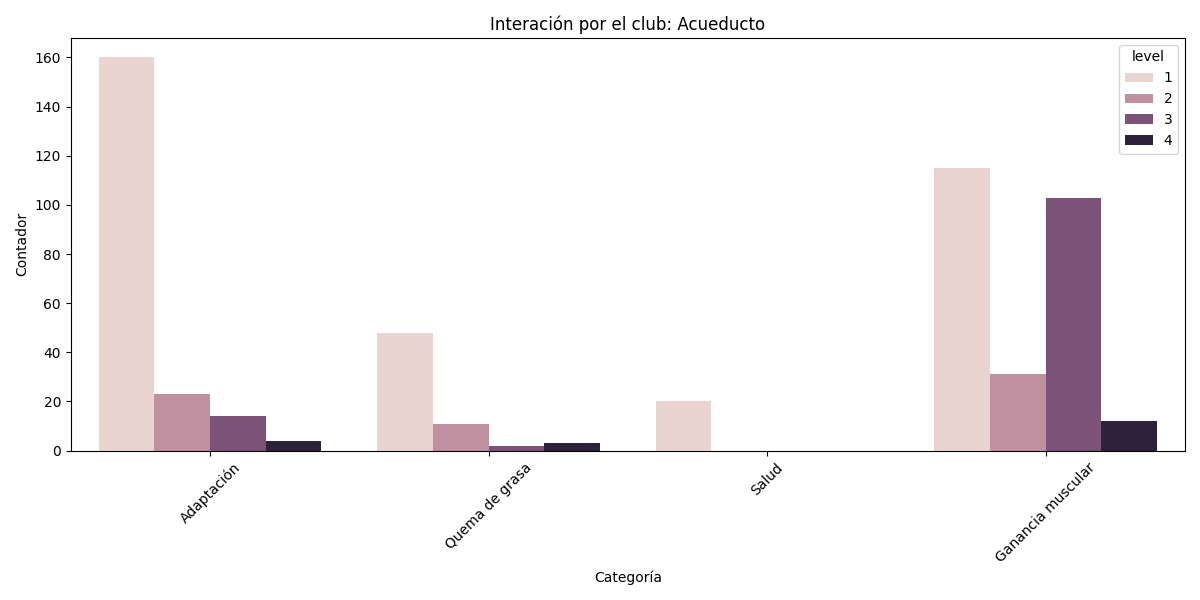 Interación por el club: Acueducto
level
1
2
3
4
Contador
160
140
120
100
80
60
40
20
0
Adaptación
Quema de grasa
Salud
Ganancia muscular
Categoría